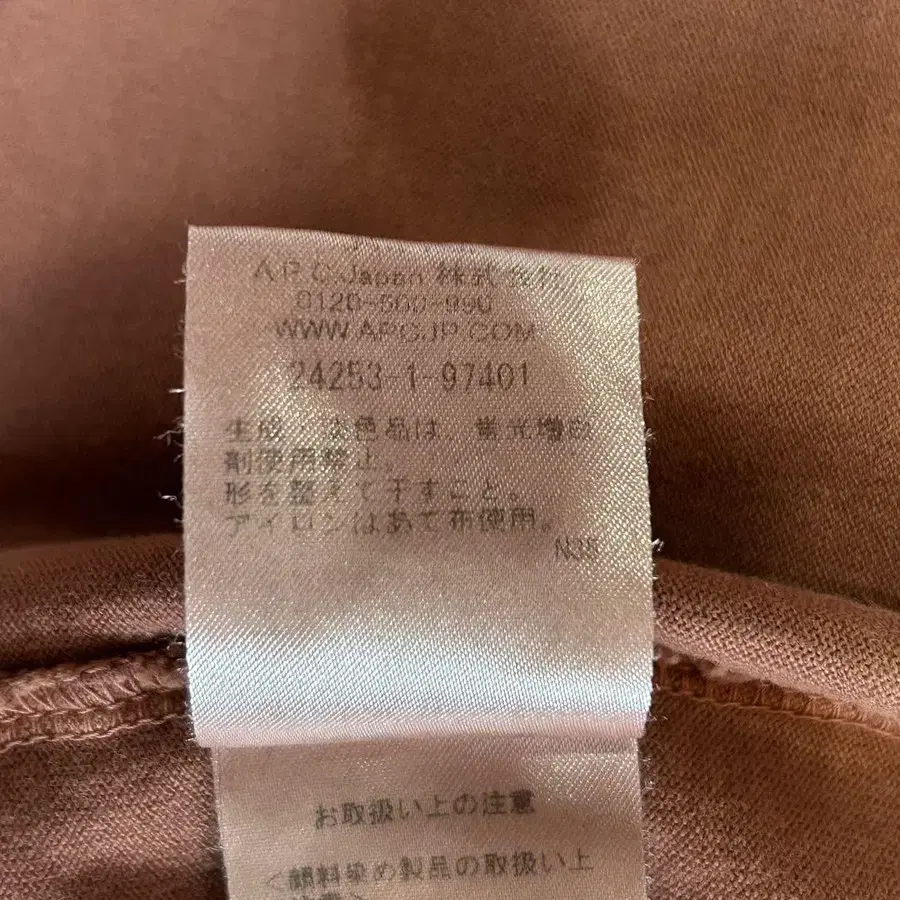 A.P.C.Japan 株式会社
0120-500-990
WWW.APCJP.COM
24253-1-97401
生成・淡色品は、蛍光増白
剤使用禁止。
形を整えて干すこと。
アイロンはあて布使用。
N35
お取扱い上の注意
<顔料染め製品の取扱い上